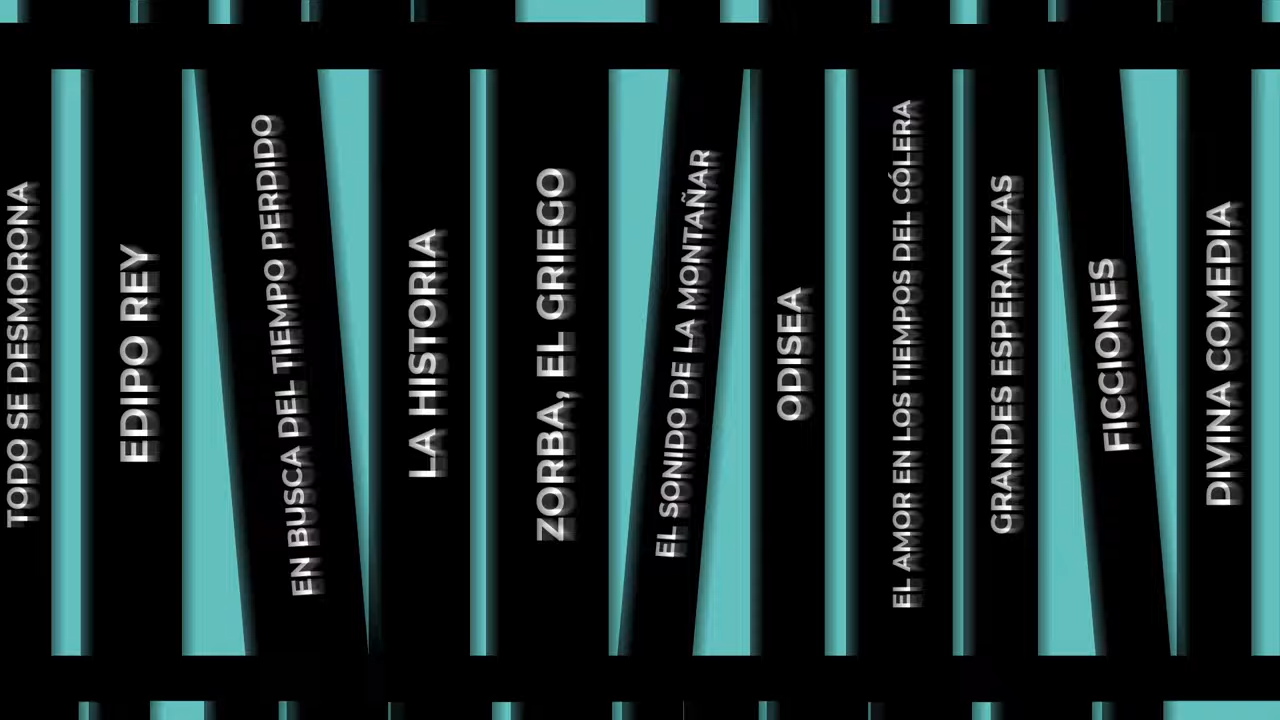 TODO SE DESMORONA
EDIPO REY
EN BUSCA DEL TIEMPO PERDIDO
LA HISTORIA
ZORBA, EL GRIEGO
EL SONIDO DE LA MONTAÑAR
ODISEA
EL AMOR EN LOS TIEMPOS DEL CÓLERA
GRANDES ESPERANZAS
FICCIONES
DIVINA COMEDIA